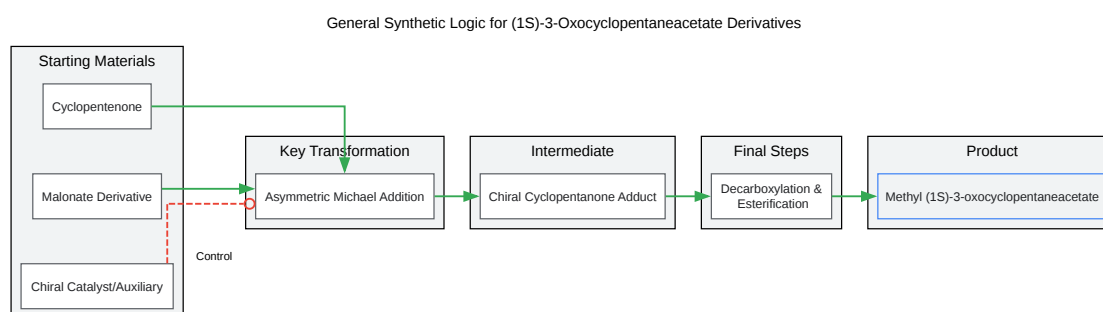 General Synthetic Logic for (1S)-3-Oxocyclopentaneacetate Derivatives
Starting Materials
Cyclopentenone
Malonate Derivative
Chiral Catalyst/Auxiliary
Control
Key Transformation
Asymmetric Michael Addition
Intermediate
Chiral Cyclopentanone Adduct
Final Steps
Decarboxylation &
Esterification
Product
Methyl (1S)-3-oxocyclopentaneacetate